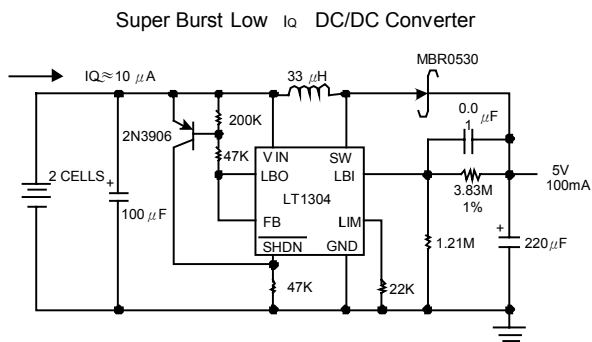 Super Burst Low IQ DC/DC Converter
MBR0530
IQ≈10 µA
33 µH
0.0
1 µF
2N3906
200K
47K
V IN
SW
LBO
LBI
5V
100mA
2 CELLS
+
LT1304
3.83M
1%
100 µF
FB
LIM
+
1.21M
220µF
SHDN
GND
47K
22K